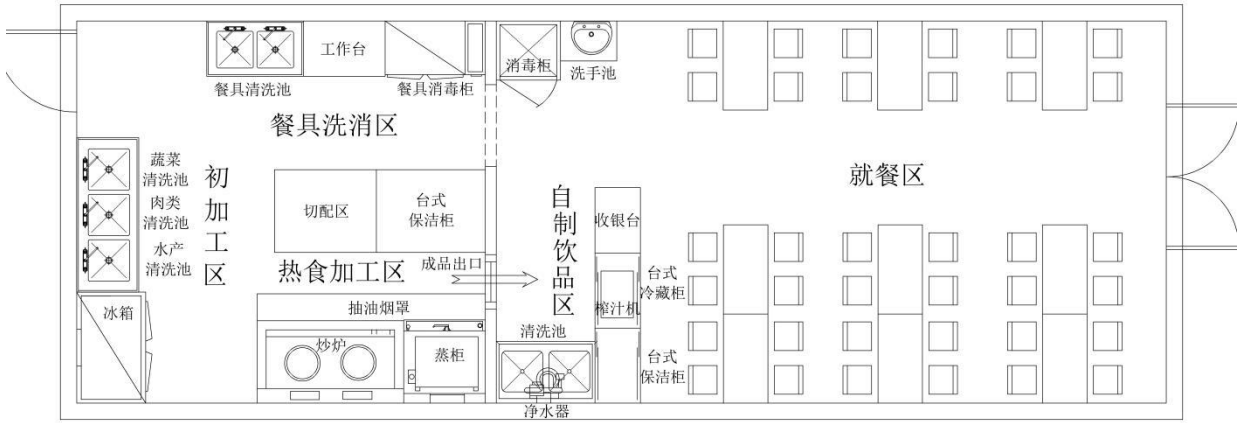 工作台
餐具清洗池
餐具消毒柜
消毒柜
洗手池
餐具洗消区
蔬菜
清洗池
肉类
清洗池
水产
清洗池
初加工区
切配区
台式
保洁柜
热食加工区
成品出口
自制饮品区
收银台
台式
冷藏柜
榨汁机
台式
保洁柜
就餐区
冰箱
抽油烟罩
炒炉
蒸柜
清洗池
净水器